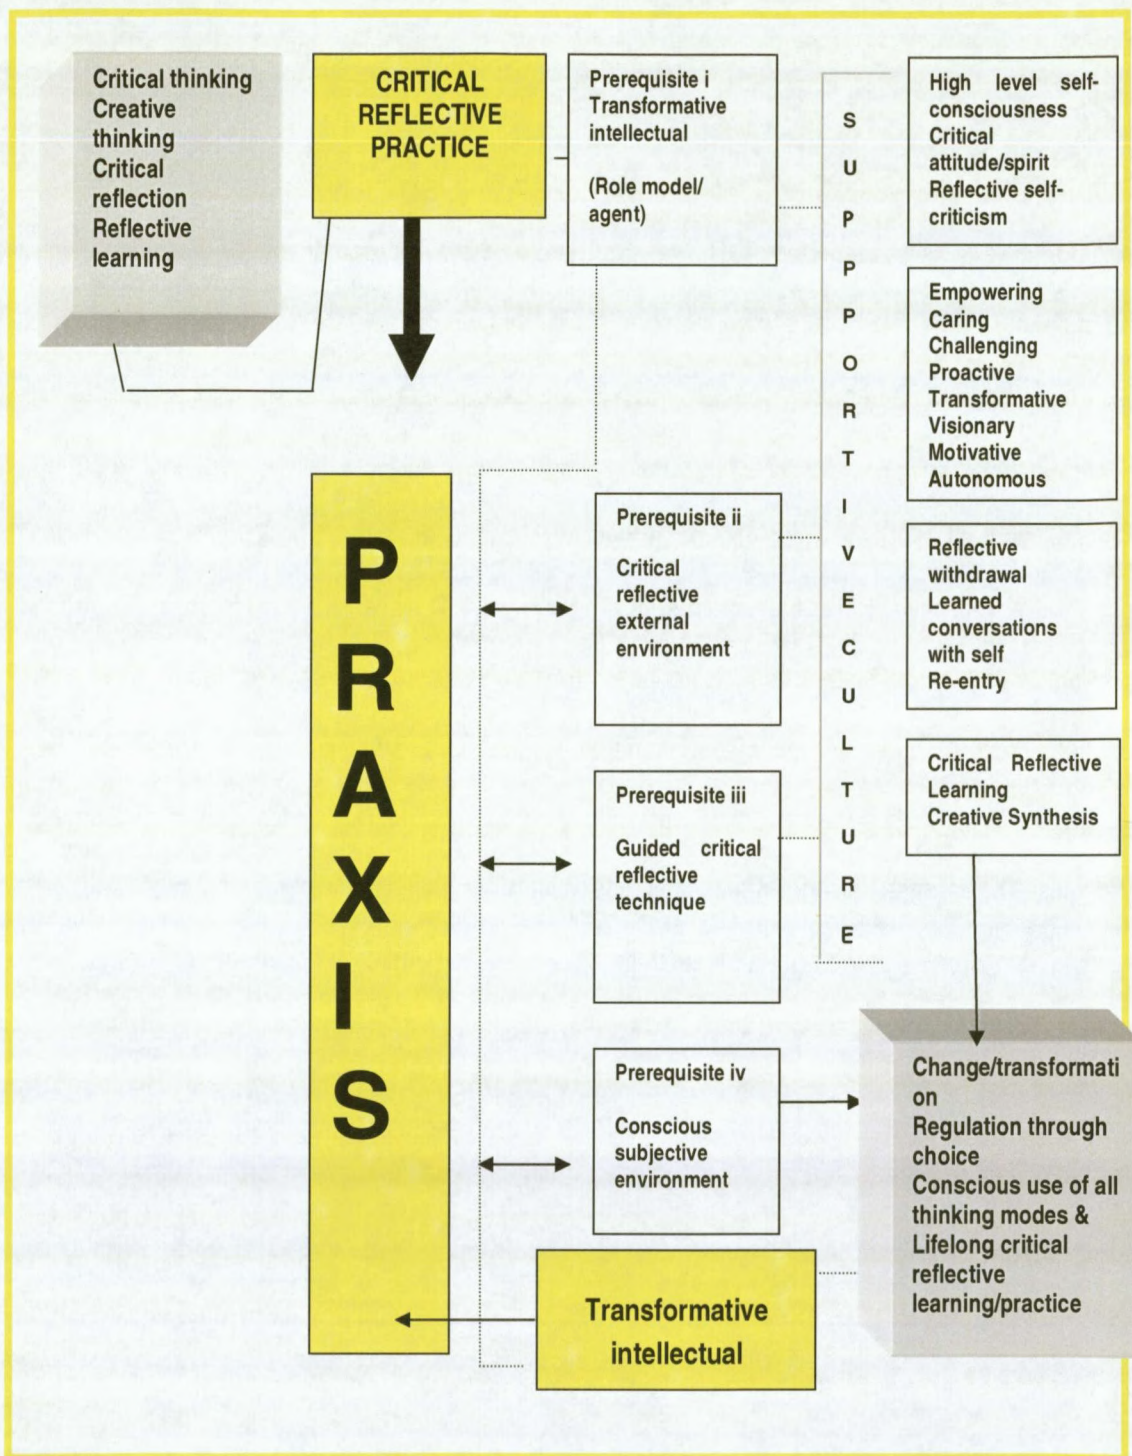 Critical thinking
Creative
thinking
Critical
reflection
Reflective
learning
CRITICAL
REFLECTIVE
PRACTICE
Prerequisite i
Transformative
intellectual
(Role model/
agent)
S
U
P
P
O
R
T
I
V
E
C
U
L
T
U
R
E
High level self-
consciousness
Critical
attitude/spirit
Reflective self-
criticism
Empowering
Caring
Challenging
Proactive
Transformative
Visionary
Motivative
Autonomous
Reflective
withdrawal
Learned
conversations
with self
Re-entry
Critical Reflective
Learning
Creative Synthesis
P
R
A
X
I
S
Prerequisite ii
Critical
reflective
external
environment
Prerequisite iii
Guided critical
reflective
technique
Prerequisite iv
Conscious
subjective
environment
Change/transformati
on
Regulation through
choice
Conscious use of all
thinking modes &
Lifelong critical
reflective
learning/practice
Transformative
intellectual